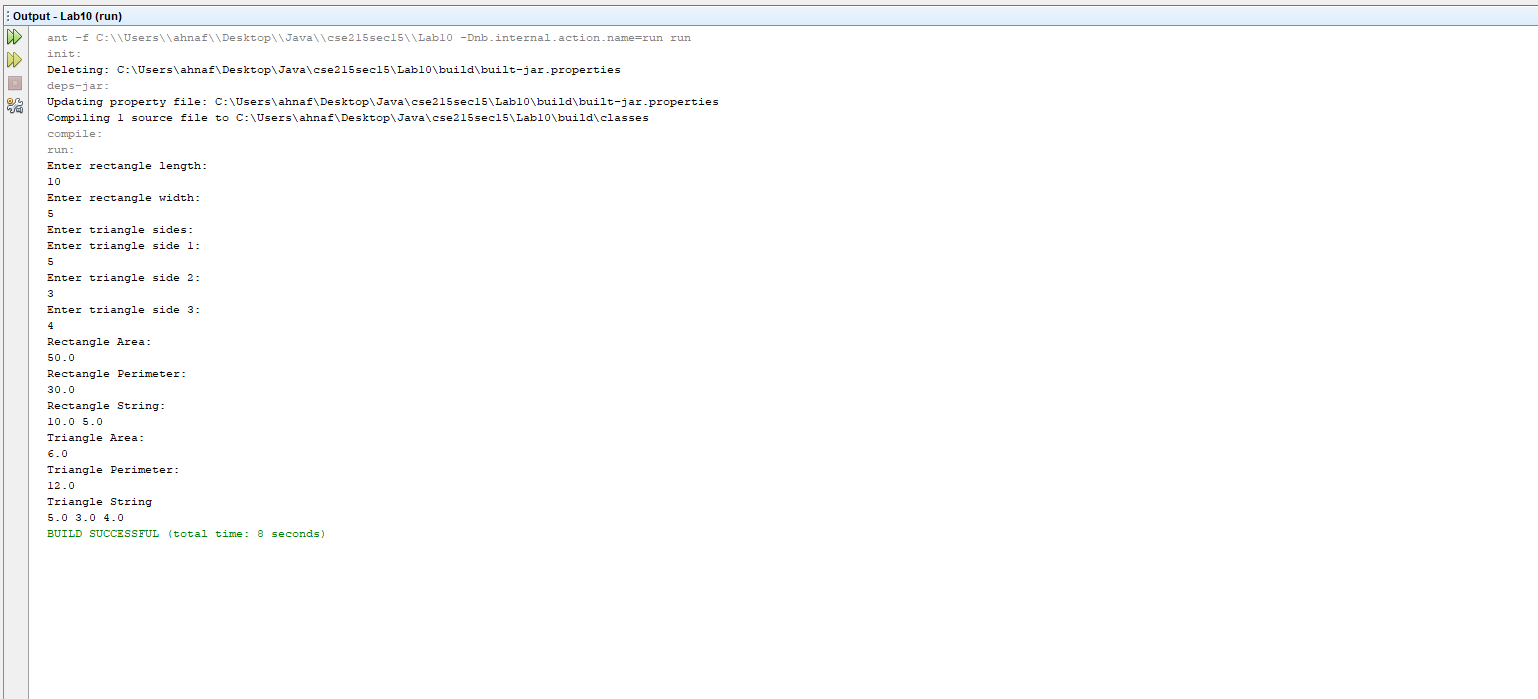 Output - Lab10 (run)
ant -f C:\\Users\\ahnaf\\Desktop\\Java\\cse215sec15\\Lab10 -Dnb.internal.action.name=run run
init:
Deleting: C:\Users\ahnaf\Desktop\Java\cse215sec15\Lab10\build\built-jar.properties
deps-jar:
Updating property file: C:\Users\ahnaf\Desktop\Java\cse215sec15\Lab10\build\built-jar.properties
Compiling 1 source file to C:\Users\ahnaf\Desktop\Java\cse215sec15\Lab10\build\classes
compile:
run:
Enter rectangle length:
10
Enter rectangle width:
5
Enter triangle sides:
Enter triangle side 1:
5
Enter triangle side 2:
3
Enter triangle side 3:
4
Rectangle Area:
50.0
Rectangle Perimeter:
30.0
Rectangle String:
10.0 5.0
Triangle Area:
6.0
Triangle Perimeter:
12.0
Triangle String
5.0 3.0 4.0
BUILD SUCCESSFUL (total time: 8 seconds)